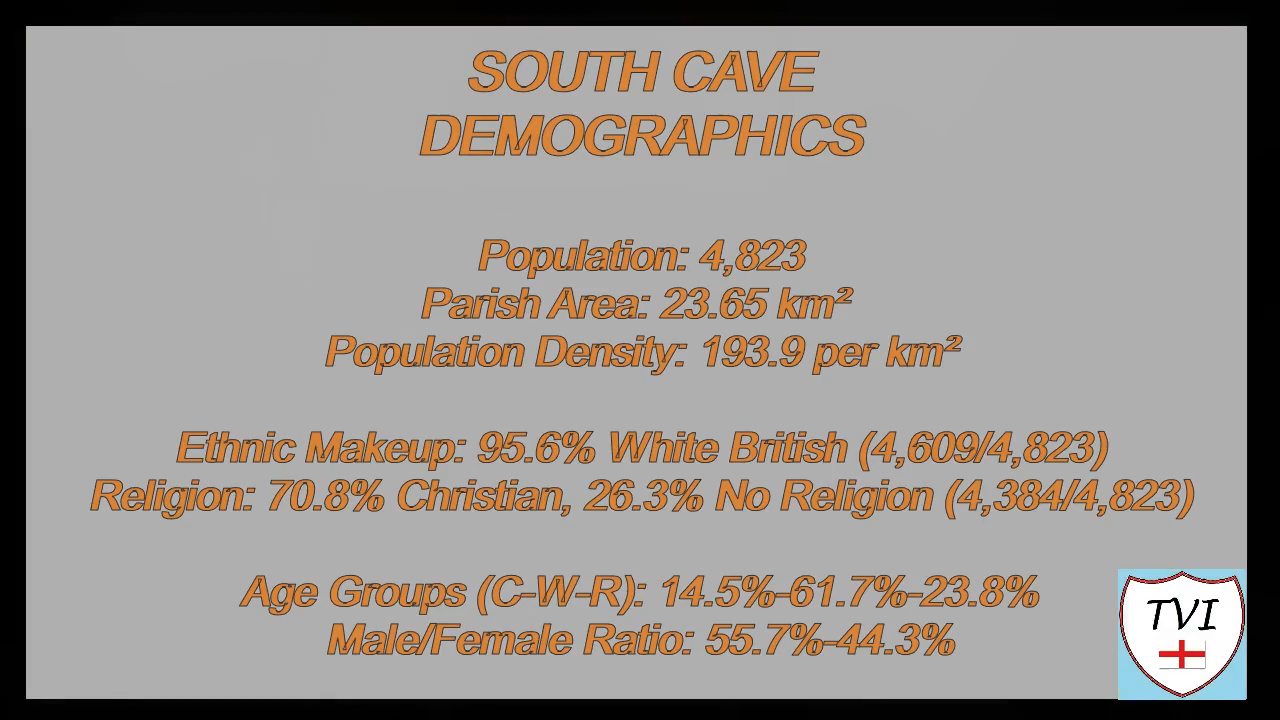 SOUTH CAVE
DEMOGRAPHICS
Population: 4,823
Parish Area: 23.65 km²
Population Density: 193.9 per km²
Ethnic Makeup: 95.6% White British (4,609/4,823)
Religion: 70.8% Christian, 26.3% No Religion (4,384/4,823)
Age Groups (C-W-R): 14.5%-61.7%-23.8%
Male/Female Ratio: 55.7%-44.3%
TVI